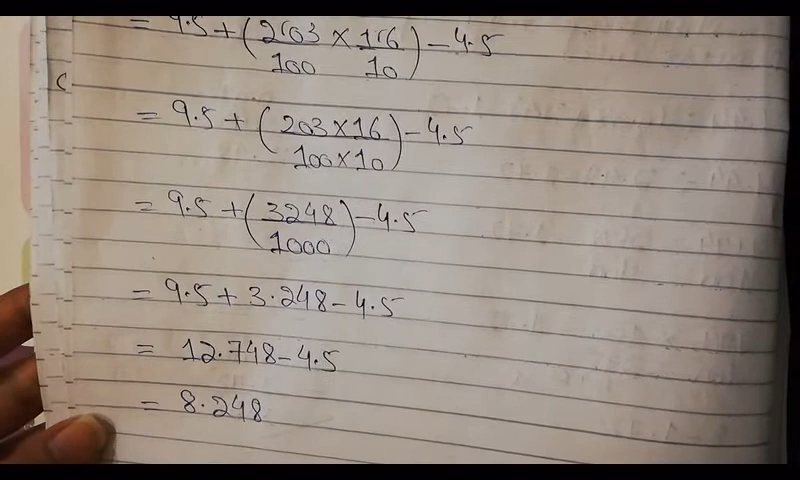 = 9.5 + (2.03/100 × 1.6/10) - 4.5
= 9.5 + (203×16/100×10) - 4.5
= 9.5 + (3248/1000) - 4.5
= 9.5 + 3.248 - 4.5
= 12.748 - 4.5
= 8.248